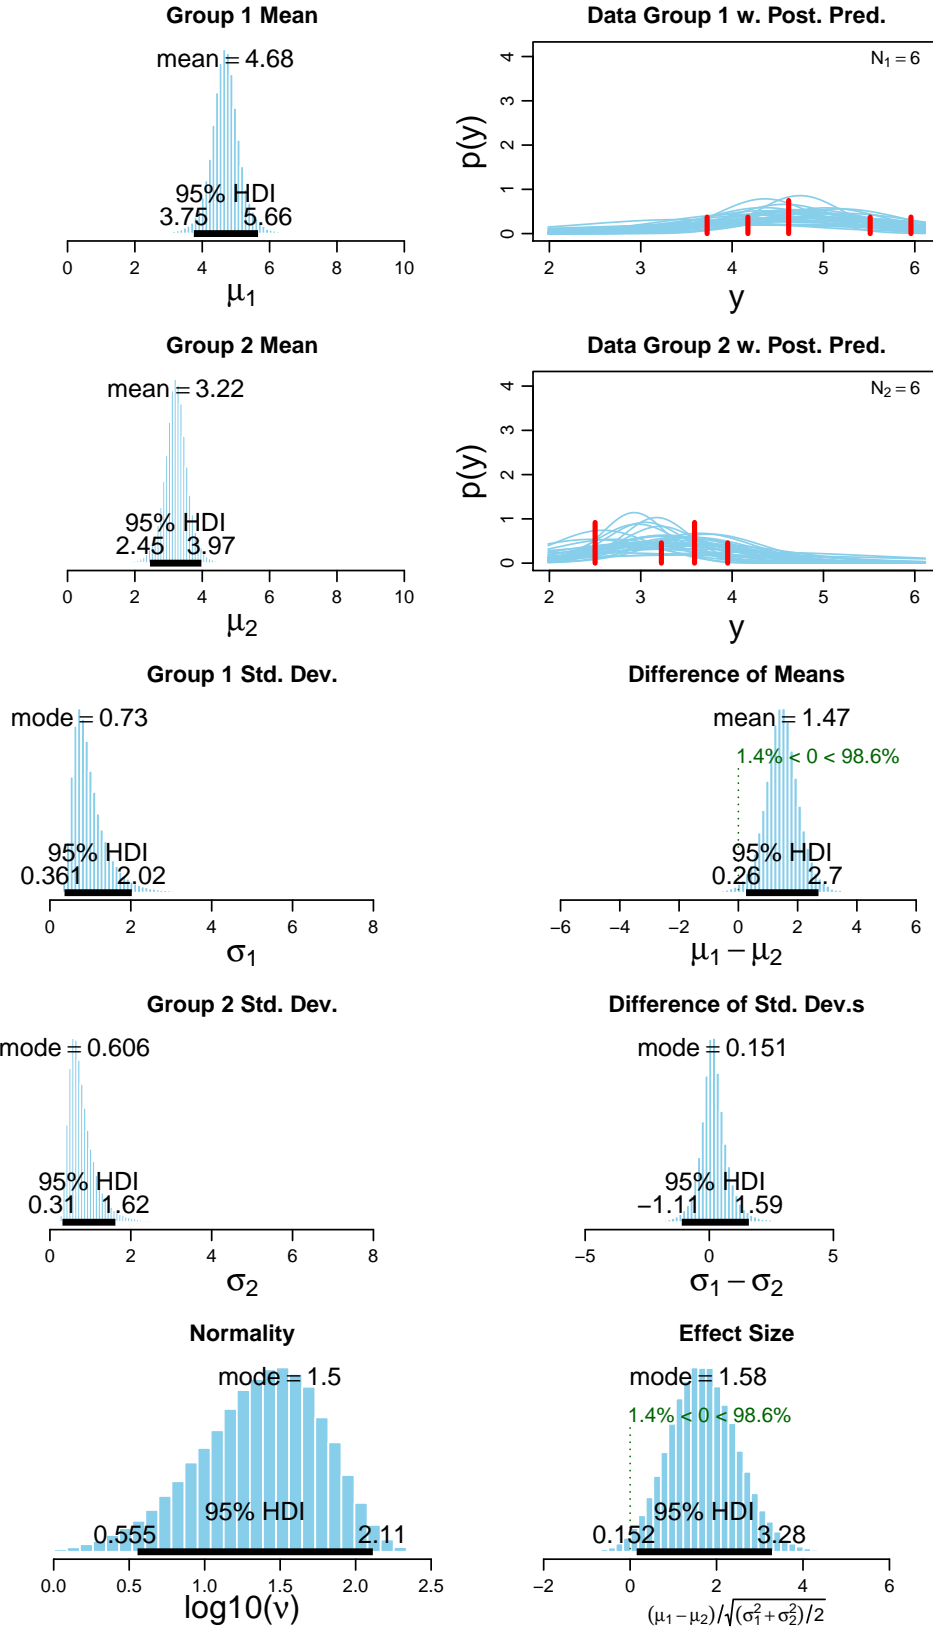 Group 1 Mean
mean = 4.68
95% HDI
3.75 5.66
0 2 4 6 8 10
μ1
Data Group 1 w. Post. Pred.
N1 = 6
p(y)
0 1 2 3 4
2 3 4 5 6
y
Group 2 Mean
mean = 3.22
95% HDI
2.45 3.97
0 2 4 6 8 10
μ2
Data Group 2 w. Post. Pred.
N2 = 6
p(y)
0 1 2 3 4
2 3 4 5 6
y
Group 1 Std. Dev.
mode = 0.73
95% HDI
0.361 2.02
0 2 4 6 8
σ1
Difference of Means
mean = 1.47
1.4% < 0 < 98.6%
95% HDI
0.26 2.7
−6 −4 −2 0 2 4 6
μ1 − μ2
Group 2 Std. Dev.
mode = 0.606
95% HDI
0.31 1.62
0 2 4 6 8
σ2
Difference of Std. Dev.s
mode = 0.151
95% HDI
−1.11 1.59
−5 0 5
σ1 − σ2
Normality
mode = 1.5
95% HDI
0.555 2.11
0.0 0.5 1.0 1.5 2.0 2.5
log10(ν)
Effect Size
mode = 1.58
1.4% < 0 < 98.6%
95% HDI
0.152 3.28
−2 0 2 4 6
(μ1 − μ2)/√(σ1² + σ2²)/2